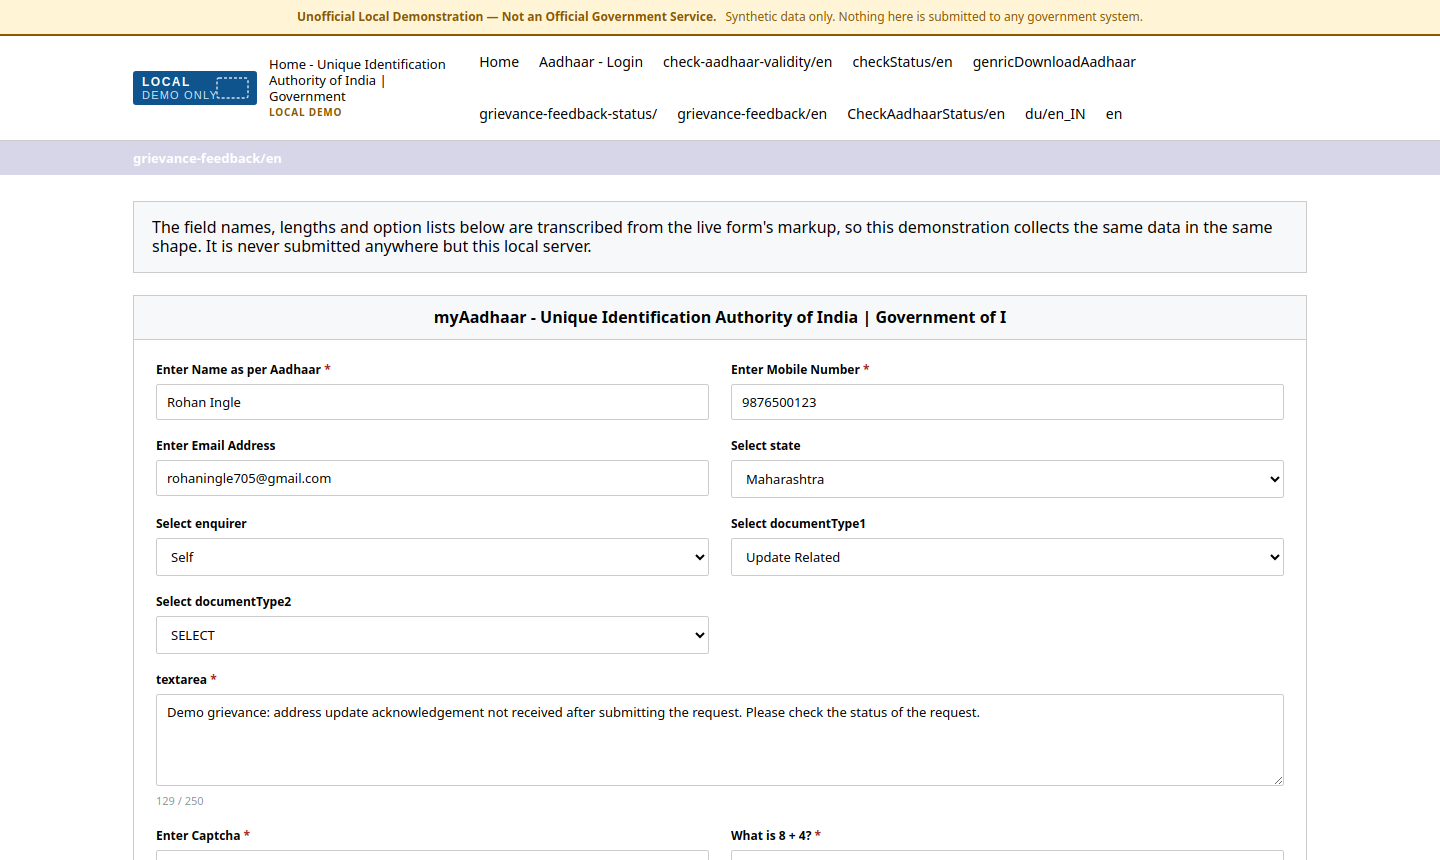 Unofficial Local Demonstration — Not an Official Government Service. Synthetic data only. Nothing here is submitted to any government system.
LOCAL
DEMO ONLY
Home - Unique Identification
Authority of India |
Government
LOCAL DEMO
Home Aadhaar - Login check-aadhaar-validity/en checkStatus/en genricDownloadAadhaar
grievance-feedback-status/ grievance-feedback/en CheckAadhaarStatus/en du/en_IN en
grievance-feedback/en
The field names, lengths and option lists below are transcribed from the live form's markup, so this demonstration collects the same data in the same
shape. It is never submitted anywhere but this local server.
myAadhaar - Unique Identification Authority of India | Government of I
Enter Name as per Aadhaar * Enter Mobile Number *
Rohan Ingle 9876500123
Enter Email Address Select state
rohaningle705@gmail.com Maharashtra
Select enquirer Select documentType1
Self Update Related
Select documentType2
SELECT
textarea *
Demo grievance: address update acknowledgement not received after submitting the request. Please check the status of the request.
129 / 250
Enter Captcha * What is 8 + 4? *